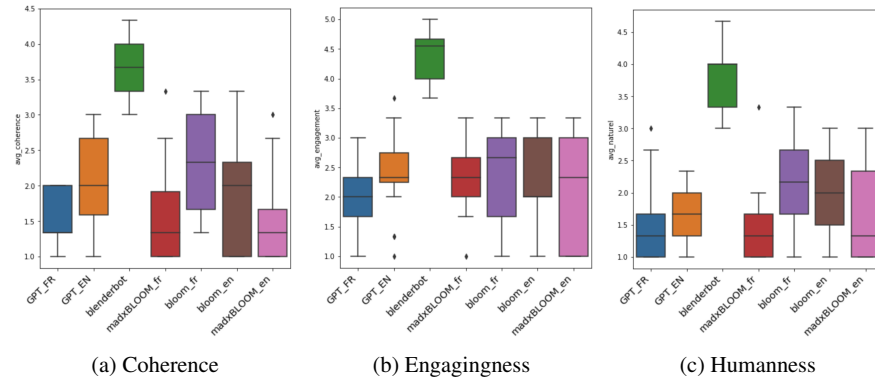 4.5
4.0
3.5
3.0
2.5
2.0
1.5
1.0
avg_coherence
GPT_FR
GPT_EN
blenderbot
madxBLOOM_fr
bloom_fr
bloom_en
madxBLOOM_en
(a) Coherence
5.0
4.5
4.0
3.5
3.0
2.5
2.0
1.5
1.0
avg_engagement
GPT_FR
GPT_EN
blenderbot
madxBLOOM_fr
bloom_fr
bloom_en
madxBLOOM_en
(b) Engagingness
4.5
4.0
3.5
3.0
2.5
2.0
1.5
1.0
avg_naturel
GPT_FR
GPT_EN
blenderbot
madxBLOOM_fr
bloom_fr
bloom_en
madxBLOOM_en
(c) Humanness